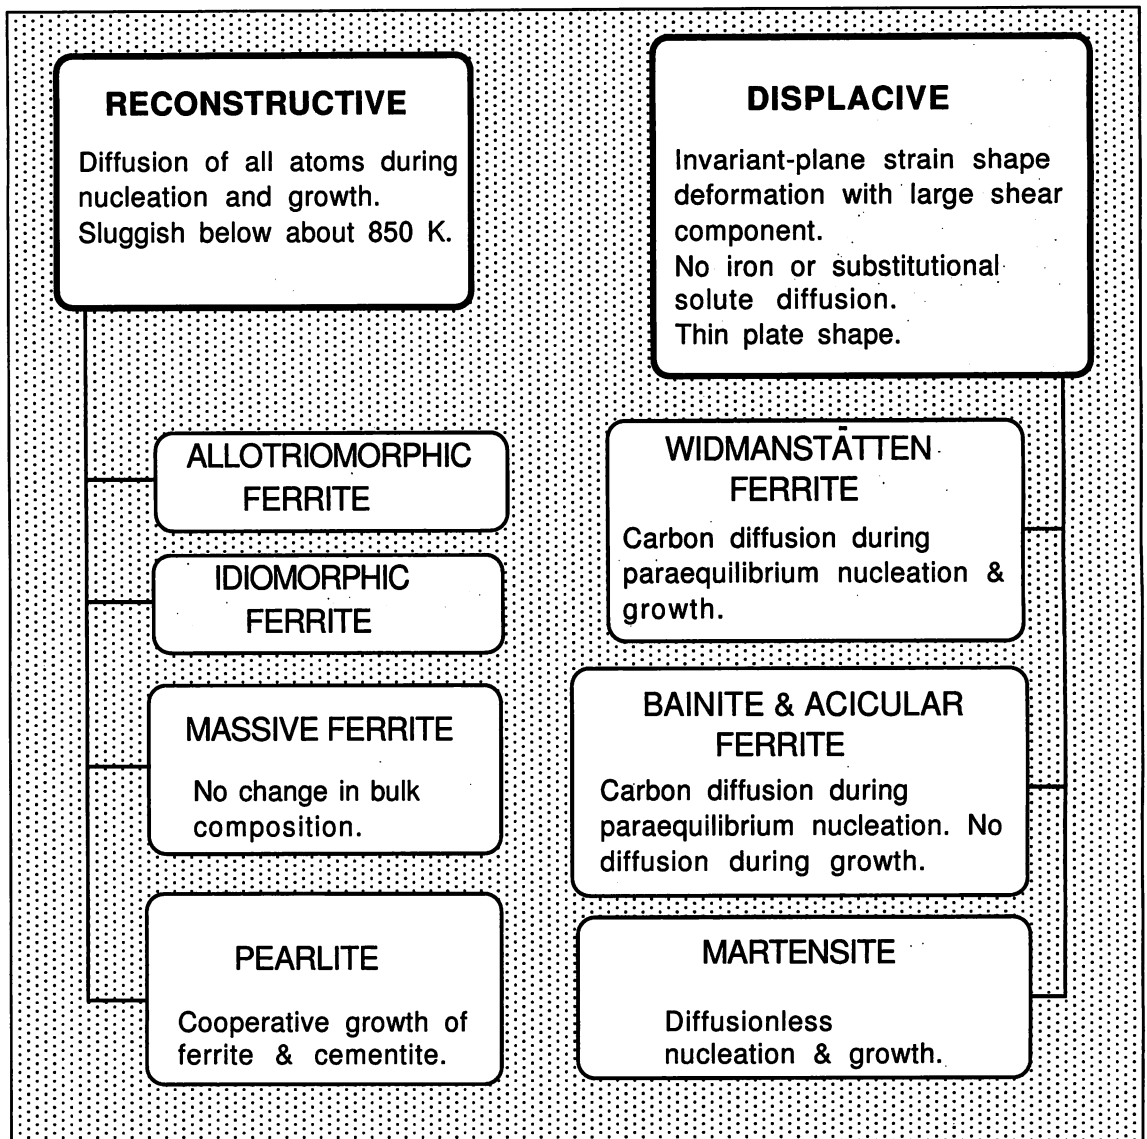 RECONSTRUCTIVE
Diffusion of all atoms during
nucleation and growth.
Sluggish below about 850 K.
ALLOTRIOMORPHIC
FERRITE
IDIOMORPHIC
FERRITE
MASSIVE FERRITE
No change in bulk
composition.
PEARLITE
Cooperative growth of
ferrite & cementite.
DISPLACIVE
Invariant-plane strain shape
deformation with large shear
component.
No iron or substitutional
solute diffusion.
Thin plate shape.
WIDMANSTÄTTEN
FERRITE
Carbon diffusion during
paraequilibrium nucleation &
growth.
BAINITE & ACICULAR
FERRITE
Carbon diffusion during
paraequilibrium nucleation. No
diffusion during growth.
MARTENSITE
Diffusionless
nucleation & growth.